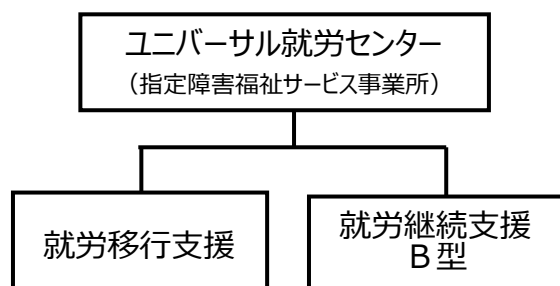 ユニバーサル就労センター
（指定障害福祉サービス事業所）
就労移行支援
就労継続支援
Ｂ型